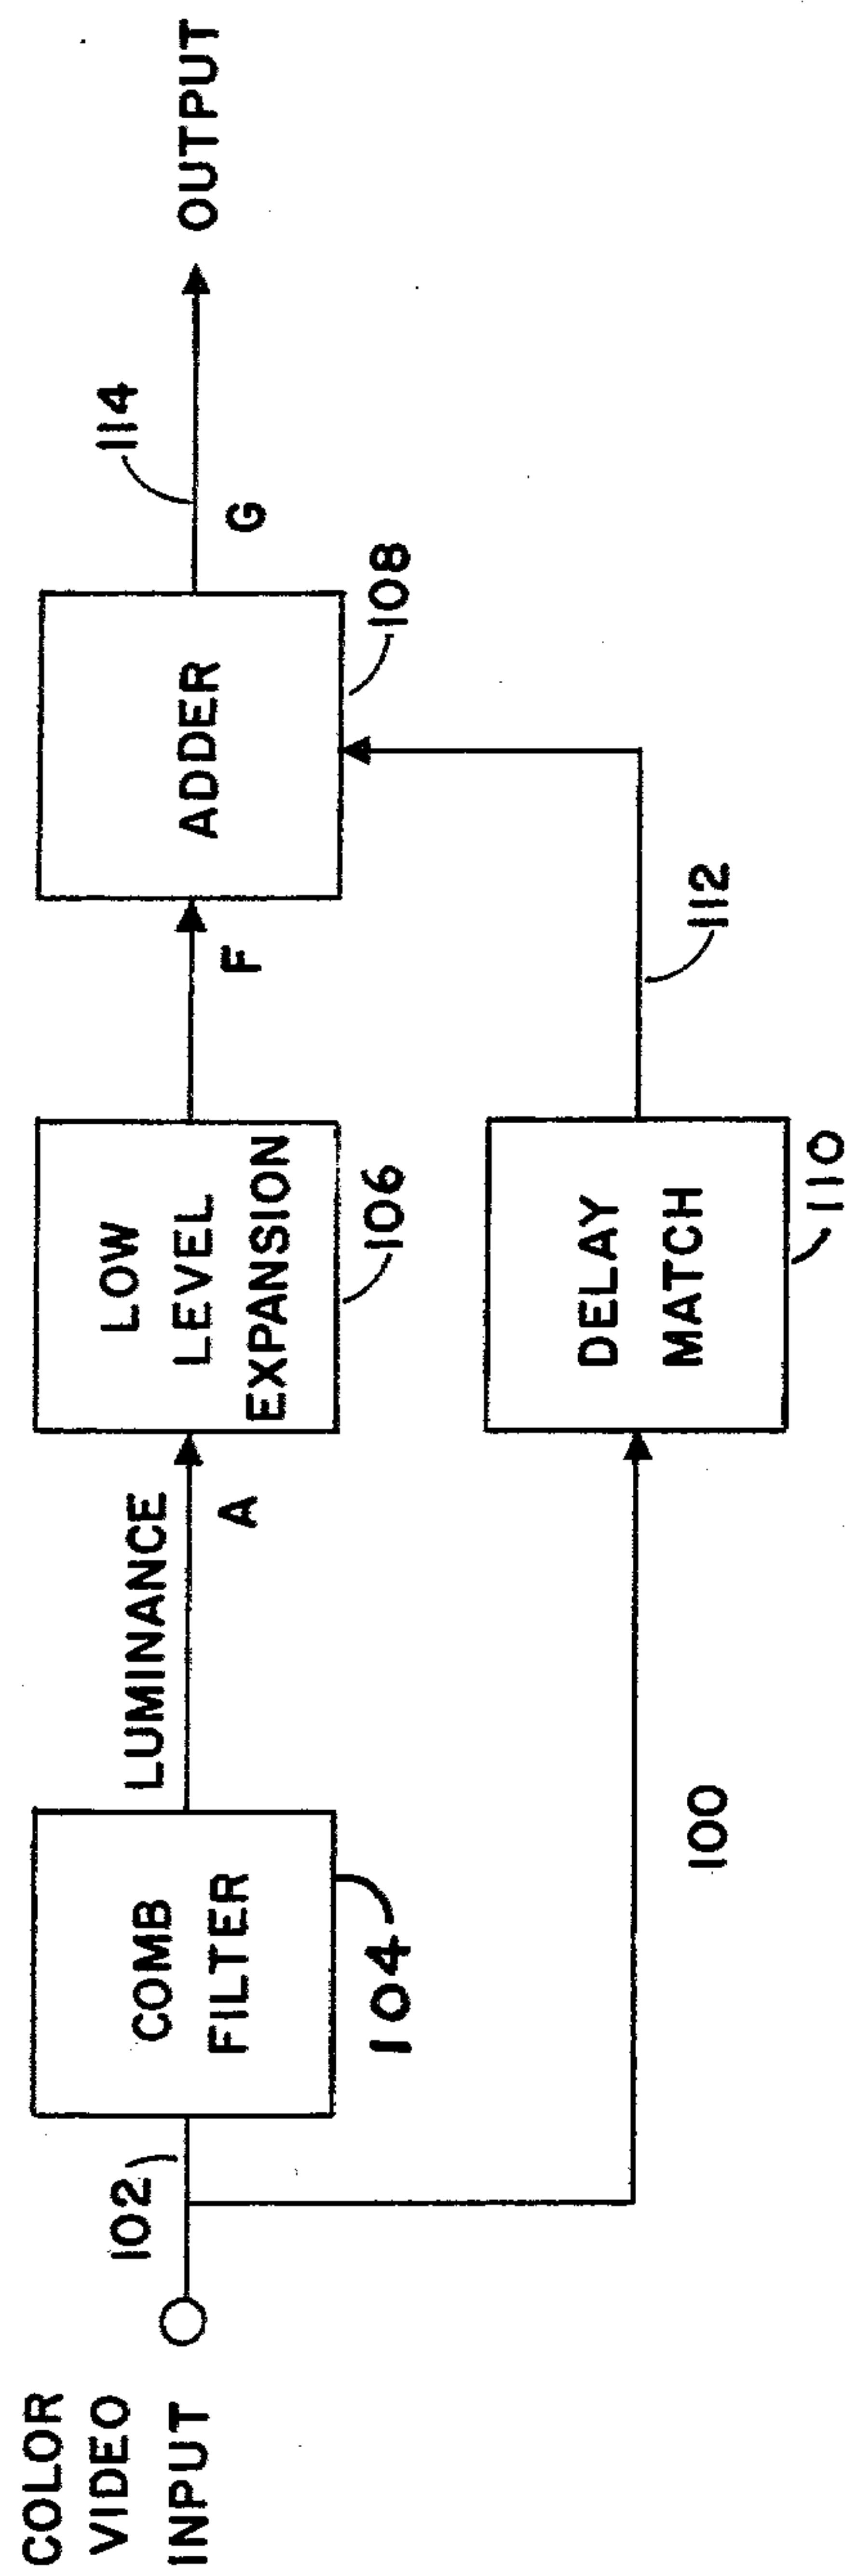 COLOR
VIDEO
INPUT
102
COMB
FILTER
104
LUMINANCE
A
LOW
LEVEL
EXPANSION
106
F
ADDER
108
G
114
OUTPUT
100
DELAY
MATCH
110
112